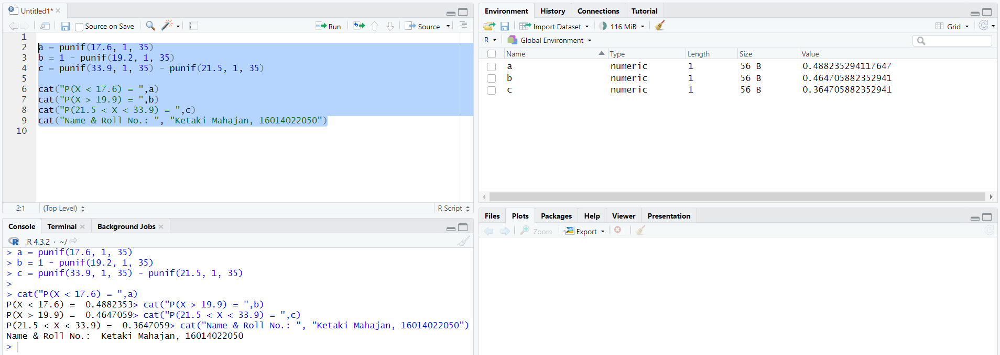 Untitled1*
Source on Save
Run
Source
1
2 a = punif(17.6, 1, 35)
3 b = 1 - punif(19.2, 1, 35)
4 c = punif(33.9, 1, 35) - punif(21.5, 1, 35)
5
6 cat("P(X < 17.6) = ",a)
7 cat("P(X > 19.9) = ",b)
8 cat("P(21.5 < X < 33.9) = ",c)
9 cat("Name & Roll No.: ", "Ketaki Mahajan, 16014022050")
10
2:1 (Top Level) R Script
Console Terminal Background Jobs
R R 4.3.2 · ~/
> a = punif(17.6, 1, 35)
> b = 1 - punif(19.2, 1, 35)
> c = punif(33.9, 1, 35) - punif(21.5, 1, 35)
>
> cat("P(X < 17.6) = ",a)
P(X < 17.6) =  0.4882353> cat("P(X > 19.9) = ",b)
P(X > 19.9) =  0.4647059> cat("P(21.5 < X < 33.9) = ",c)
P(21.5 < X < 33.9) =  0.3647059> cat("Name & Roll No.: ", "Ketaki Mahajan, 16014022050")
Name & Roll No.:  Ketaki Mahajan, 16014022050
>
Environment History Connections Tutorial
Import Dataset 116 MiB Grid
R Global Environment
Name Type Length Size Value
a numeric 1 56 B 0.488235294117647
b numeric 1 56 B 0.464705882352941
c numeric 1 56 B 0.364705882352941
Files Plots Packages Help Viewer Presentation
Zoom Export